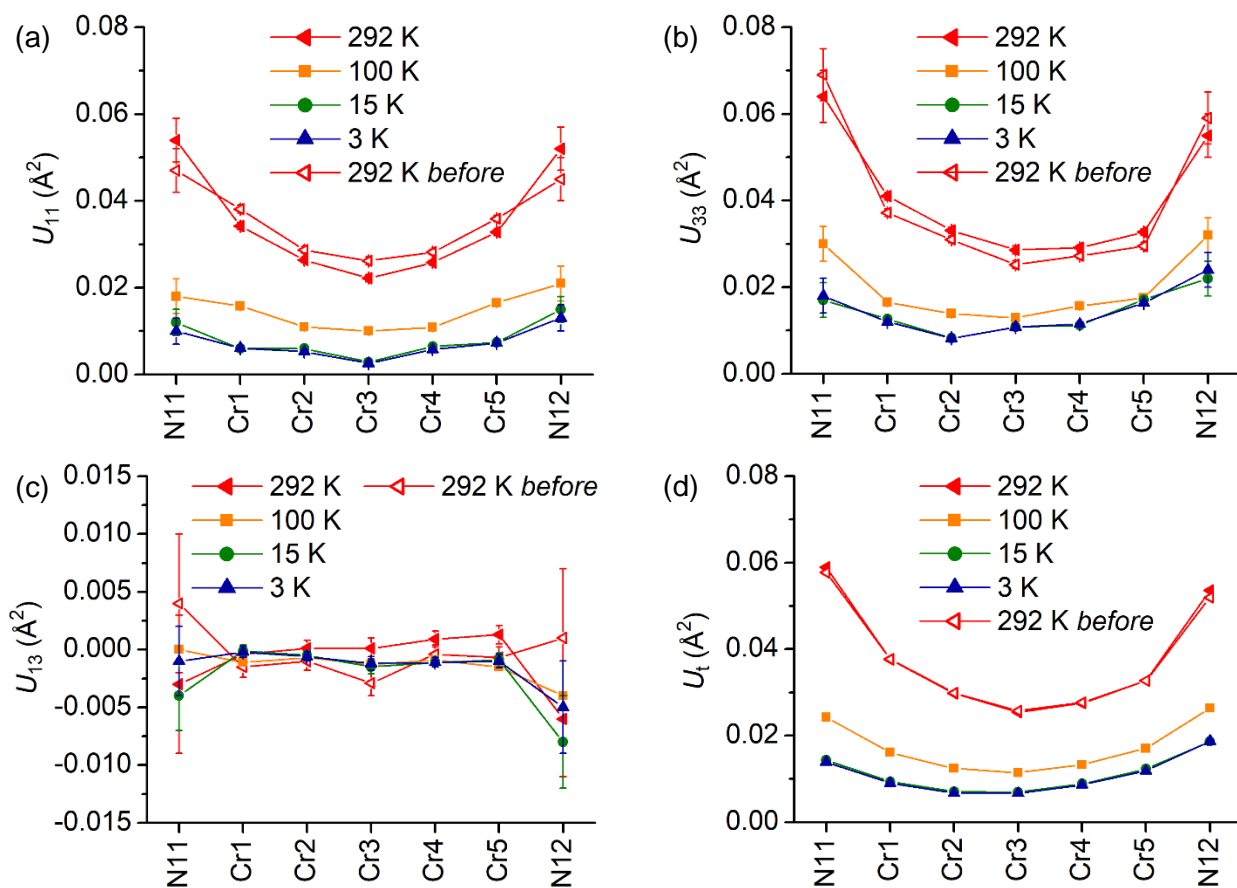 (a)
0.08
0.06
0.04
0.02
0.00
U11 (Å2)
292 K
100 K
15 K
3 K
292 K before
N11
Cr1
Cr2
Cr3
Cr4
Cr5
N12
(b)
0.08
0.06
0.04
0.02
0.00
U33 (Å2)
292 K
100 K
15 K
3 K
292 K before
N11
Cr1
Cr2
Cr3
Cr4
Cr5
N12
(c)
0.015
0.010
0.005
0.000
-0.005
-0.010
-0.015
U13 (Å2)
292 K
292 K before
100 K
15 K
3 K
N11
Cr1
Cr2
Cr3
Cr4
Cr5
N12
(d)
0.08
0.06
0.04
0.02
0.00
Ut (Å2)
292 K
100 K
15 K
3 K
292 K before
N11
Cr1
Cr2
Cr3
Cr4
Cr5
N12